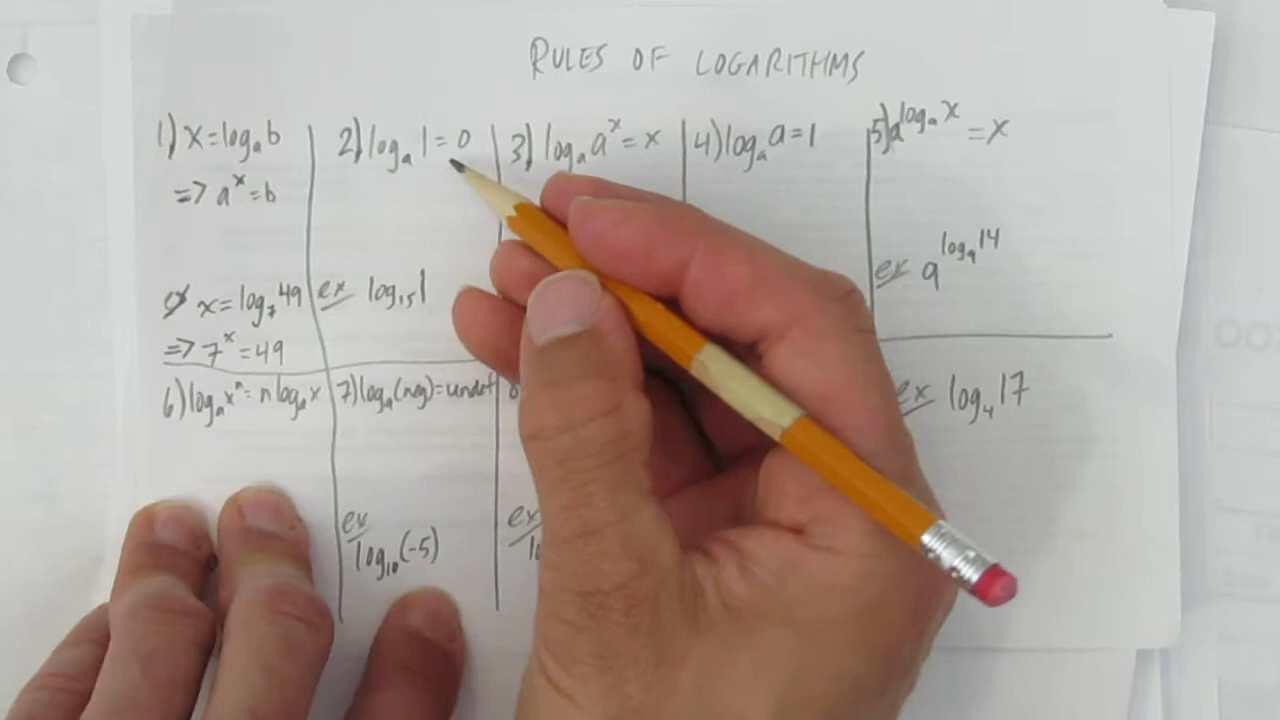 RULES OF LOGARITHMS
1) x = logₐ b
=> aˣ = b
x = log₇ 49
=> 7ˣ = 49
2) logₐ 1 = 0
ex log₁₅ 1
3) logₐ aˣ = x
4) logₐ a = 1
5) a^(logₐ x) = x
ex 9^(log₉ 14)
6) logₐ xⁿ = n logₐ x
7) logₐ (neg) = undef
ex
log₁₀ (-5)
ex
ex log₄ 17